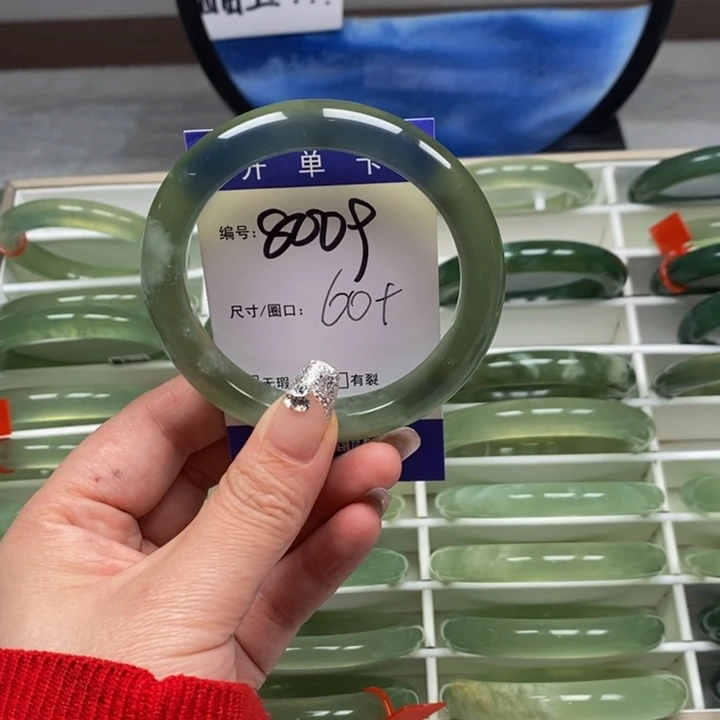 开单卡
编号: 8009
尺寸/圈口: 60+
无瑕 □有裂